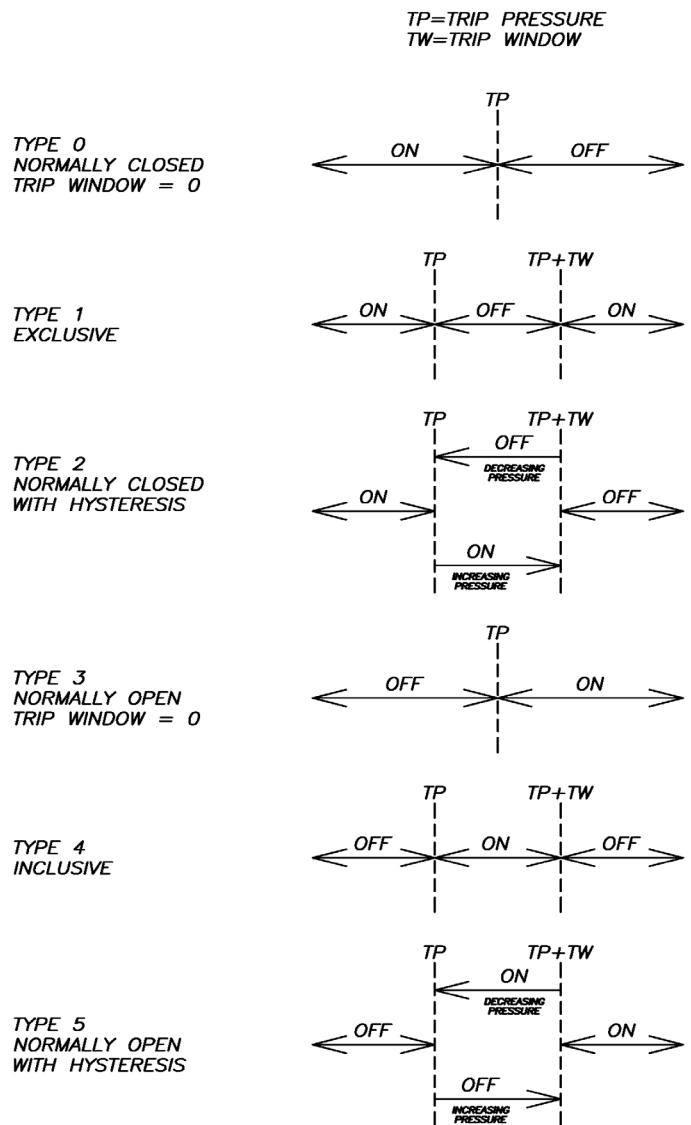 TP=TRIP PRESSURE
TW=TRIP WINDOW
TP
TYPE 0
NORMALLY CLOSED
TRIP WINDOW = 0
ON OFF
TP TP+TW
TYPE 1
EXCLUSIVE
ON OFF ON
TP TP+TW
OFF
DECREASING
PRESSURE
TYPE 2
NORMALLY CLOSED
WITH HYSTERESIS
ON OFF
ON
INCREASING
PRESSURE
TP
TYPE 3
NORMALLY OPEN
TRIP WINDOW = 0
OFF ON
TP TP+TW
TYPE 4
INCLUSIVE
OFF ON OFF
TP TP+TW
ON
DECREASING
PRESSURE
TYPE 5
NORMALLY OPEN
WITH HYSTERESIS
OFF ON
OFF
INCREASING
PRESSURE